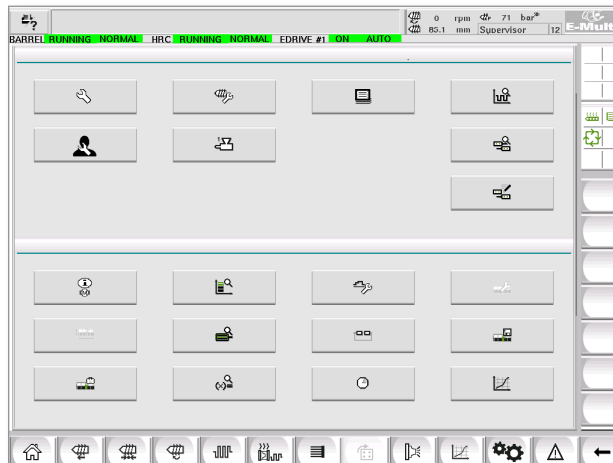 0 rpm 71 bar*
E-Mult
85.1 mm Supervisor 12
BARREL RUNNING NORMAL HRC RUNNING NORMAL EDRIVE #1 ON AUTO